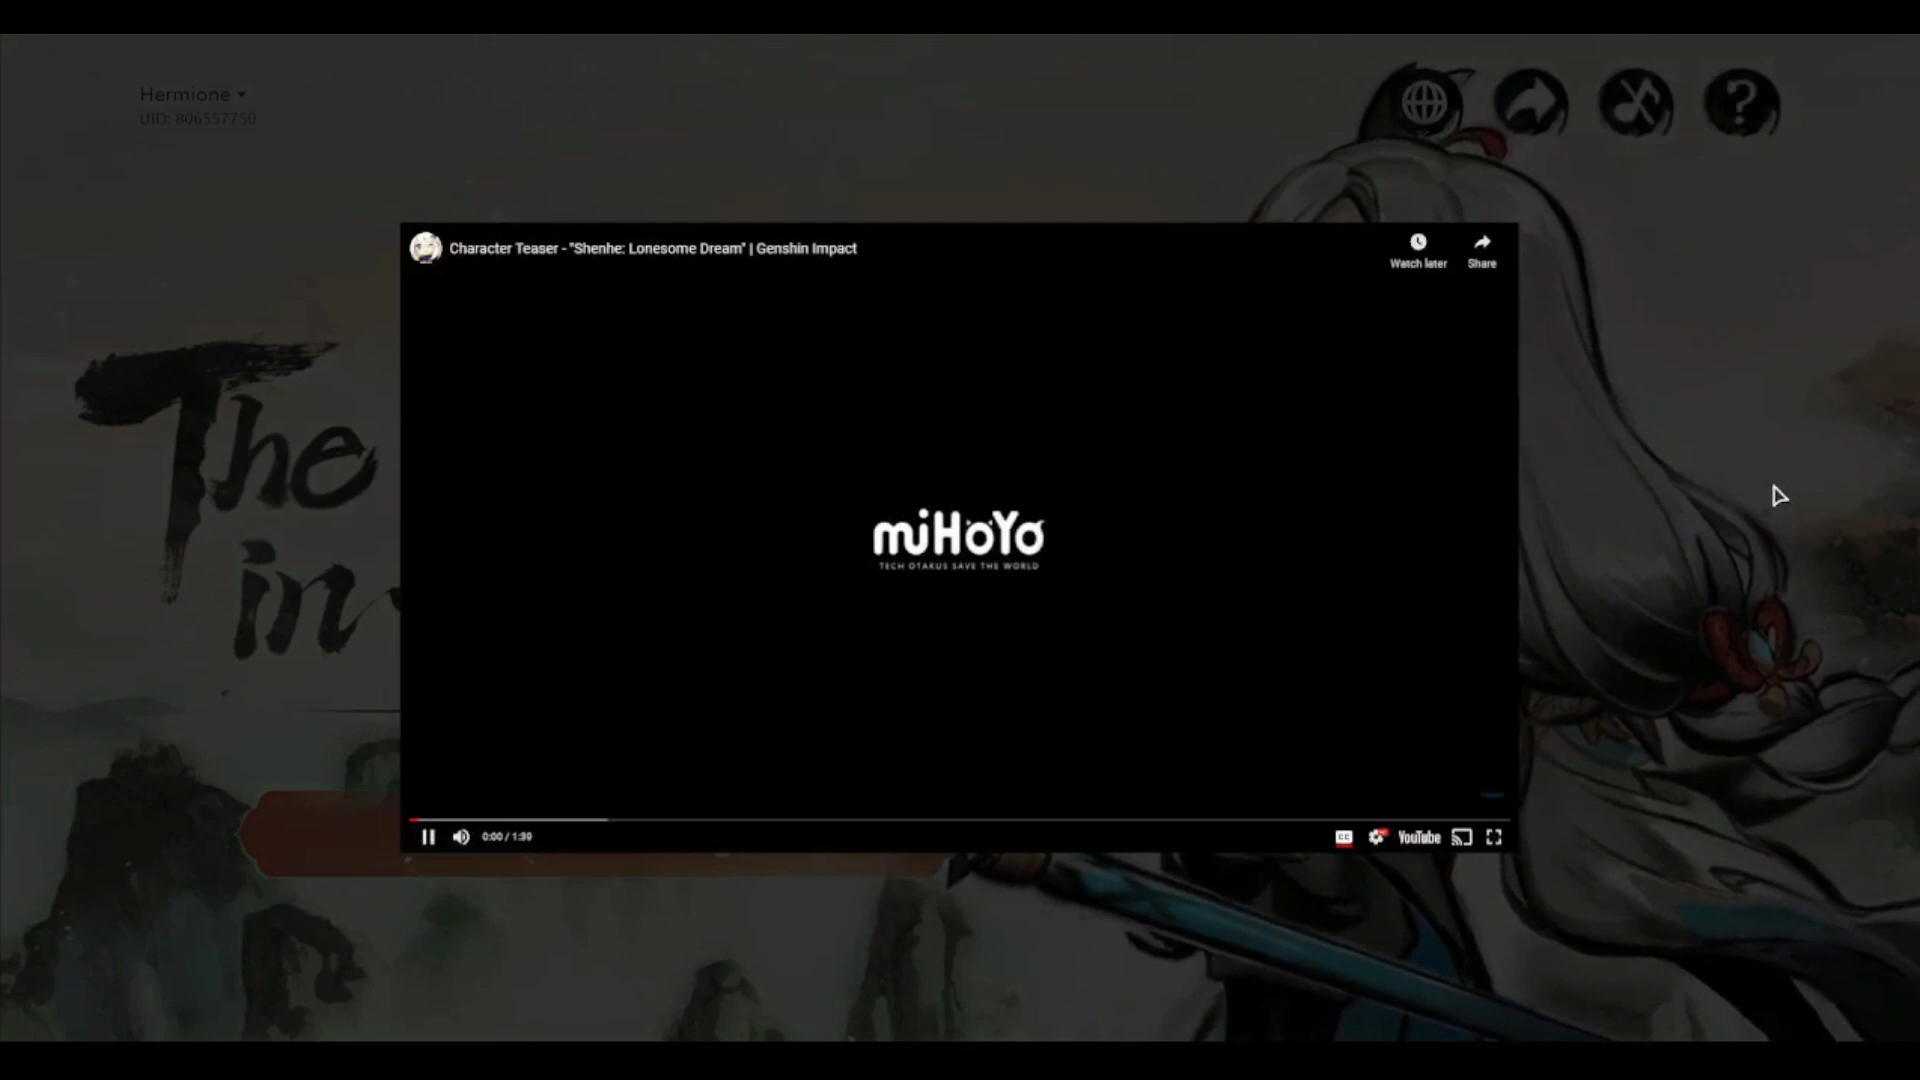 Hermione
UID: 806557750
Character Teaser - "Shenhe: Lonesome Dream" | Genshin Impact
Watch later
Share
The
in
miHoYo
TECH OTAKUS SAVE THE WORLD
0:00 / 1:39
CC
YouTube